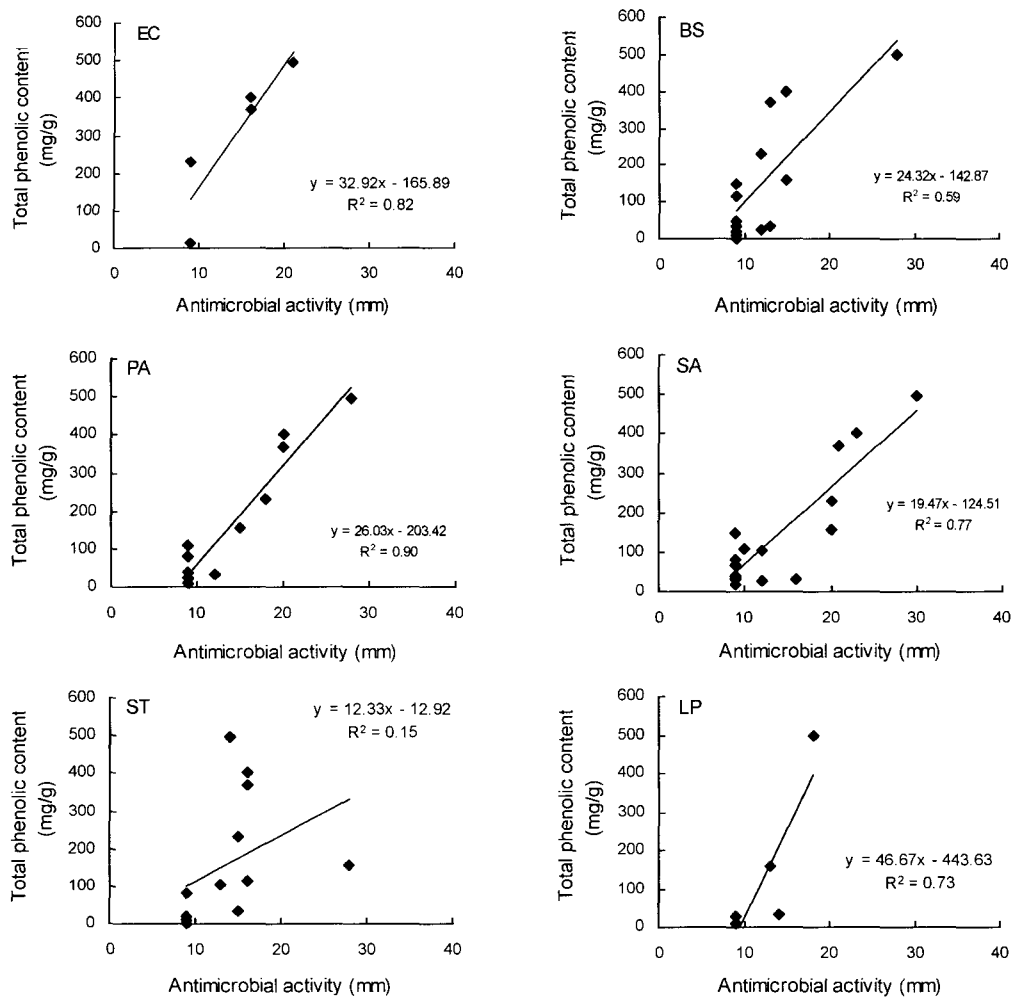 EC
Total phenolic content
(mg/g)
600
500
400
300
200
100
0
y = 32.92x - 165.89
R² = 0.82
0 10 20 30 40
Antimicrobial activity (mm)
BS
Total phenolic content
(mg/g)
600
500
400
300
200
100
0
y = 24.32x - 142.87
R² = 0.59
0 10 20 30 40
Antimicrobial activity (mm)
PA
Total phenolic content
(mg/g)
600
500
400
300
200
100
0
y = 26.03x - 203.42
R² = 0.90
0 10 20 30 40
Antimicrobial activity (mm)
SA
Total phenolic content
(mg/g)
600
500
400
300
200
100
0
y = 19.47x - 124.51
R² = 0.77
0 10 20 30 40
Antimicrobial activity (mm)
ST
Total phenolic content
(mg/g)
600
500
400
300
200
100
0
y = 12.33x - 12.92
R² = 0.15
0 10 20 30 40
Antimicrobial activity (mm)
LP
Total phenolic content
(mg/g)
600
500
400
300
200
100
0
y = 46.67x - 443.63
R² = 0.73
0 10 20 30 40
Antimicrobial activity (mm)